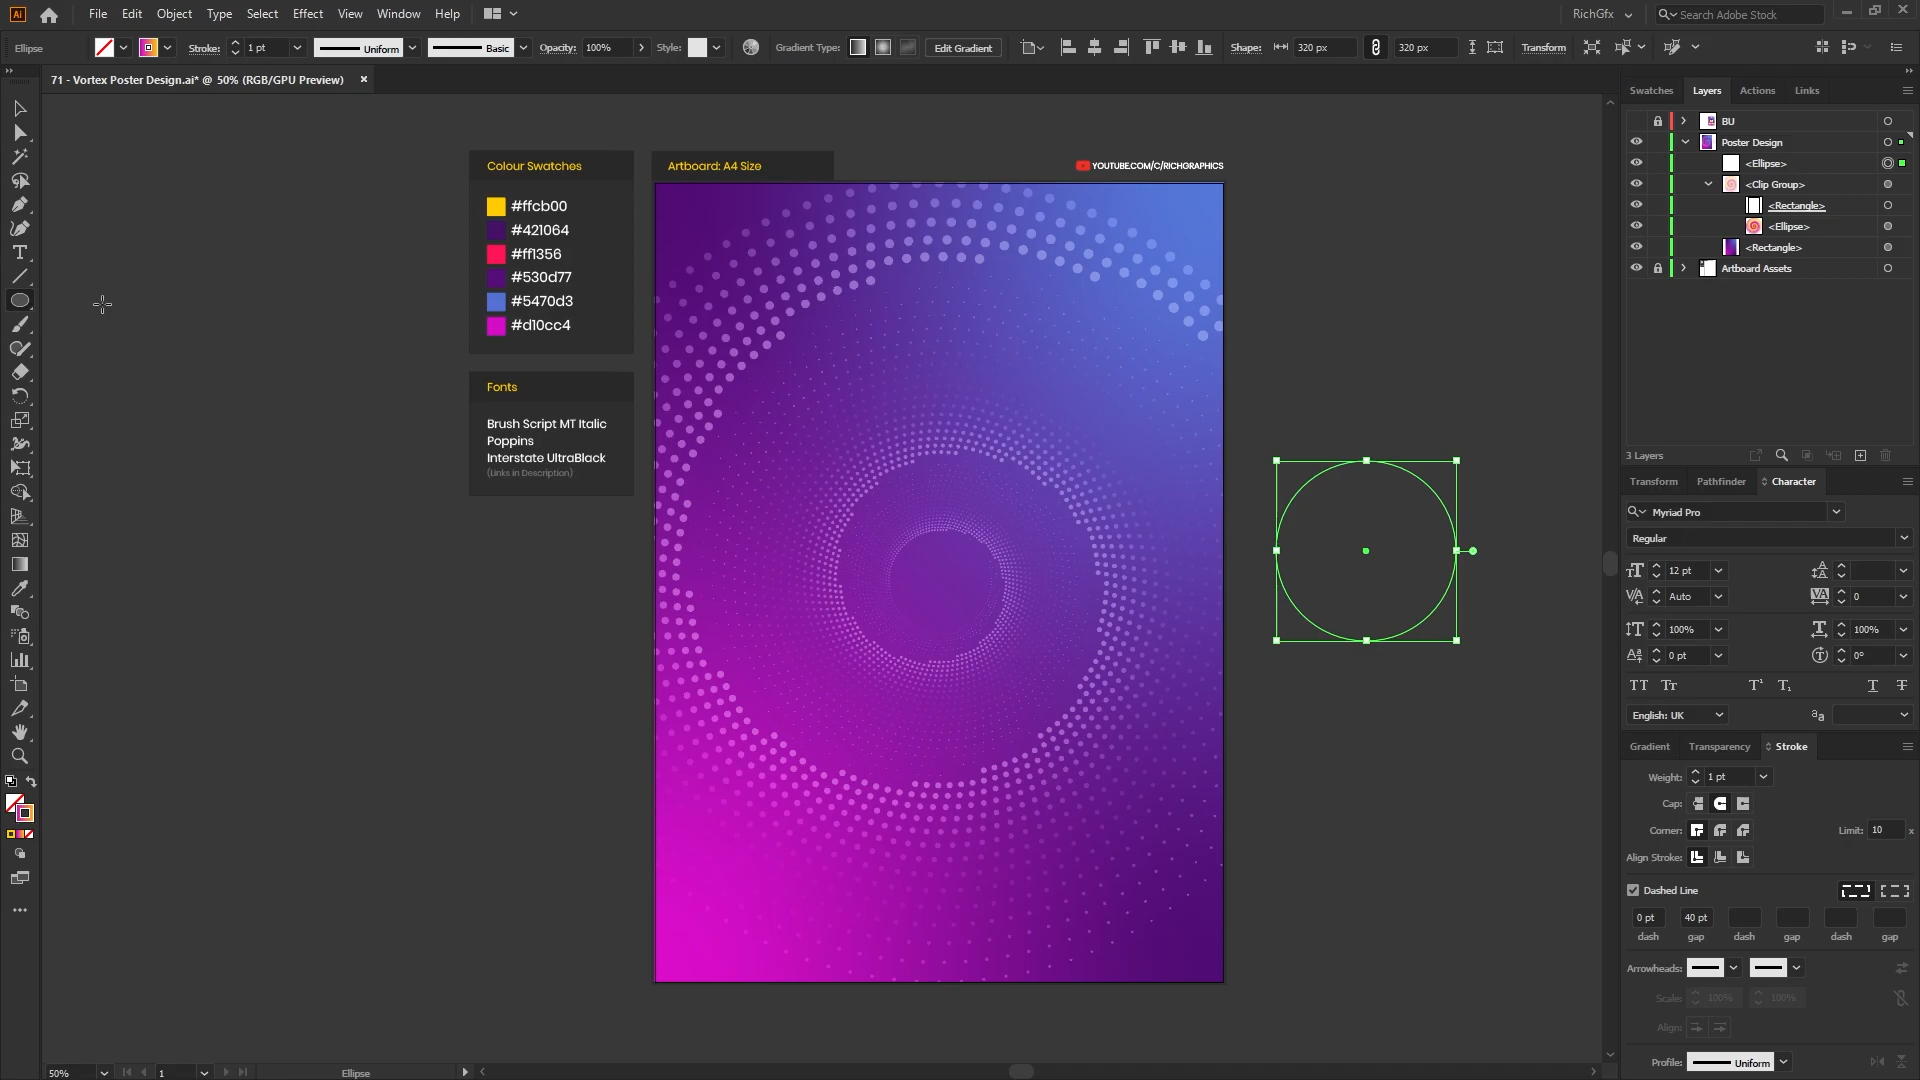 Ai File Edit Object Type Select Effect View Window Help RichGfx Search Adobe Stock
Ellipse Stroke: 1 pt Uniform Basic Opacity: 100% Style: Gradient Type: Edit Gradient Shape: 320 px 320 px Transform
71 - Vortex Poster Design.ai* @ 50% (RGB/GPU Preview) ×
Swatches Layers Actions Links
BU
Poster Design
<Ellipse>
<Clip Group>
<Rectangle>
<Ellipse>
<Rectangle>
Artboard Assets
3 Layers
Colour Swatches
#ffcb00
#421064
#ff1356
#530d77
#5470d3
#d10cc4
Fonts
Brush Script MT Italic
Poppins
Interstate UltraBlack
(Links in Description)
Artboard: A4 Size
YOUTUBE.COM/C/RICHGRAPHICS
Transform Pathfinder Character
Myriad Pro
Regular
12 pt
Auto 0
100% 100%
0 pt 0°
English: UK
Gradient Transparency Stroke
Weight: 1 pt
Cap:
Corner: Limit: 10 x
Align Stroke:
Dashed Line
0 pt 40 pt
dash gap dash gap dash gap
Arrowheads:
Scale: 100% 100%
Align:
Profile: Uniform
50% 1 Ellipse